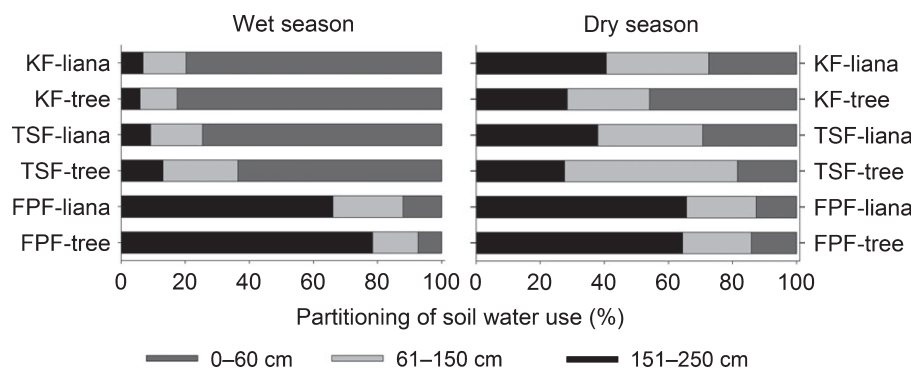 Wet season
Dry season
KF-liana
KF-tree
TSF-liana
TSF-tree
FPF-liana
FPF-tree
KF-liana
KF-tree
TSF-liana
TSF-tree
FPF-liana
FPF-tree
0 20 40 60 80 100
0 20 40 60 80 100
Partitioning of soil water use (%)
0–60 cm 61–150 cm 151–250 cm